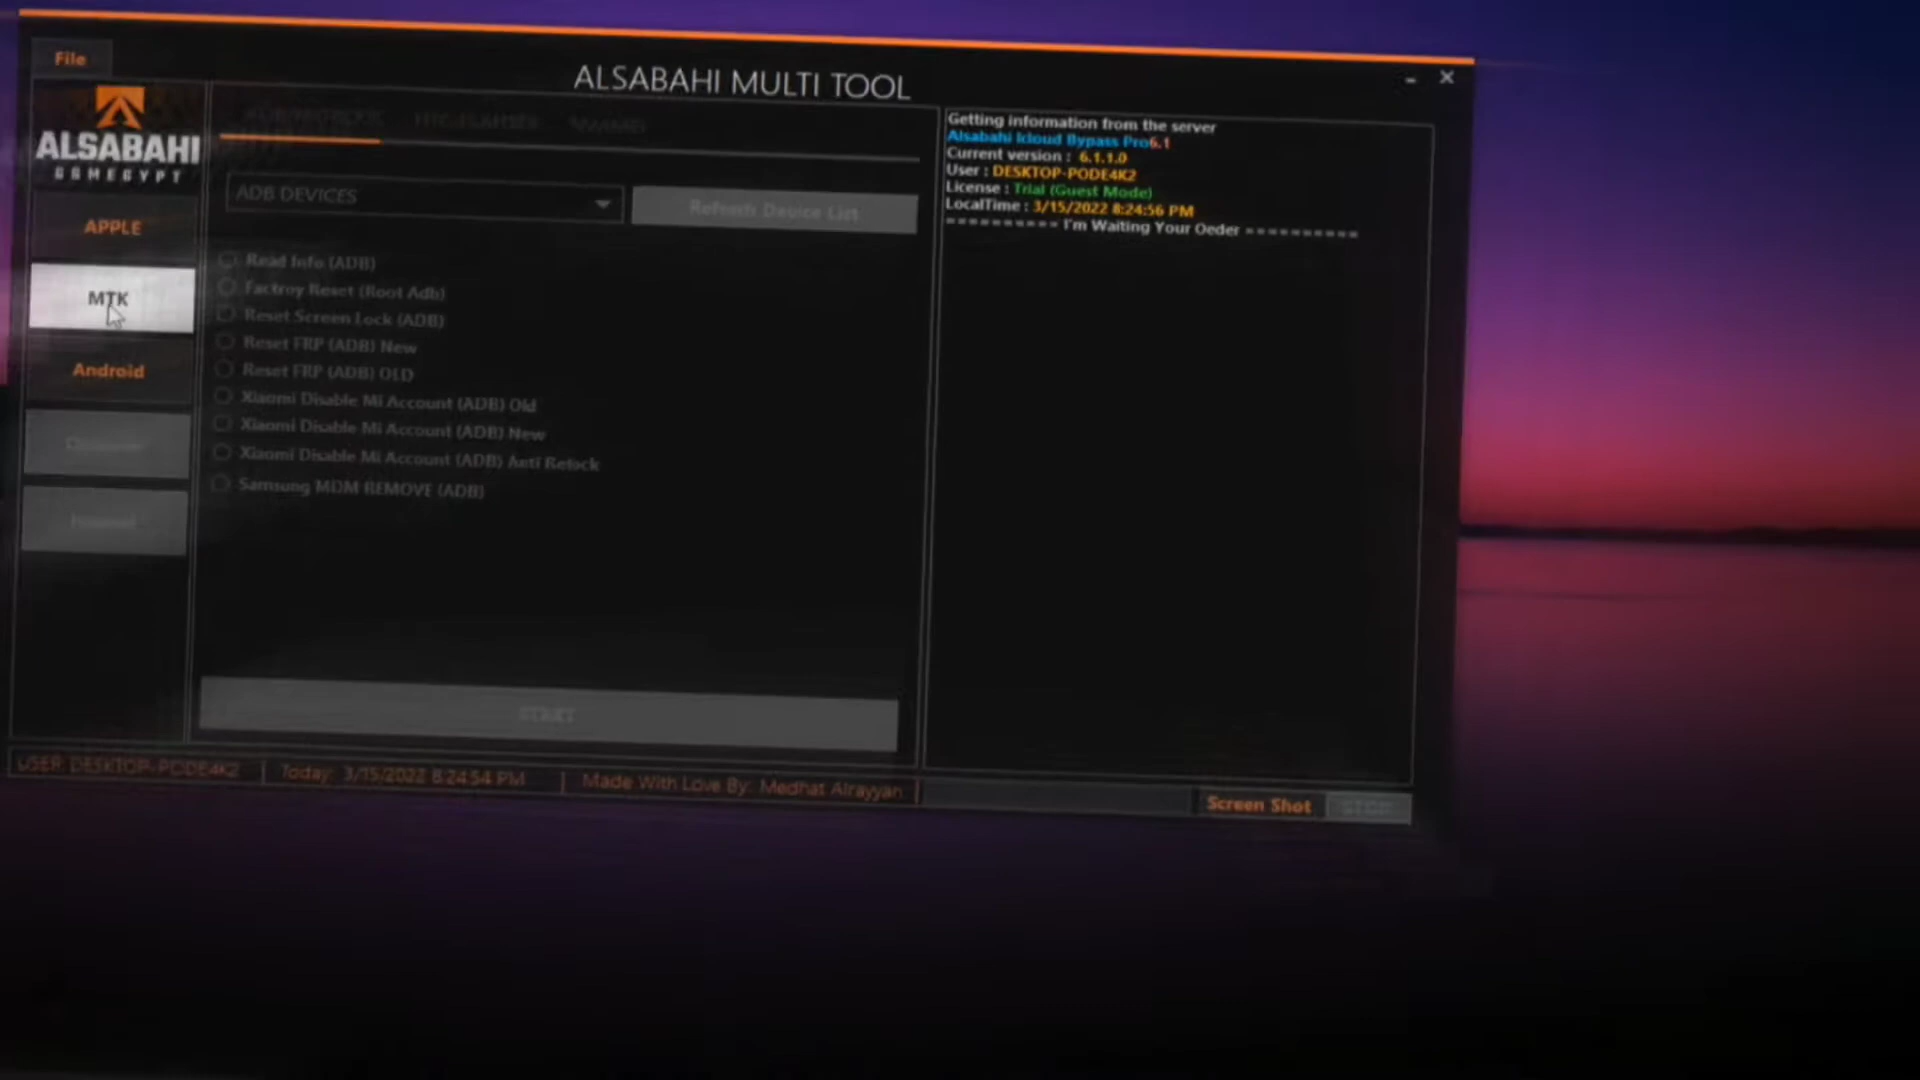 File
ALSABAHI MULTI TOOL
ALSABAHI
GSMEGYPT
APPLE
MTK
Android
ADB DEVICES
Refresh Device List
Read Info (ADB)
Factroy Reset (Root Adb)
Reset Screen Lock (ADB)
Reset FRP (ADB) New
Reset FRP (ADB) OLD
Xiaomi Disable Mi Account (ADB) Old
Xiaomi Disable Mi Account (ADB) New
Xiaomi Disable Mi Account (ADB) Anti Relock
Samsung MDM REMOVE (ADB)
START
Getting information from the server
Alsabahi Icloud Bypass Pro6.1
Current version : 6.1.1.0
User : DESKTOP-PODE4K2
License : Trial (Guest Mode)
LocalTime : 3/15/2022 8:24:56 PM
========== I'm Waiting Your Oeder ==========
USER: DESKTOP-PODE4K2 | Today: 3/15/2022 8:24:54 PM | Made With Love By: Medhat Alrayyan
Screen Shot
STOP